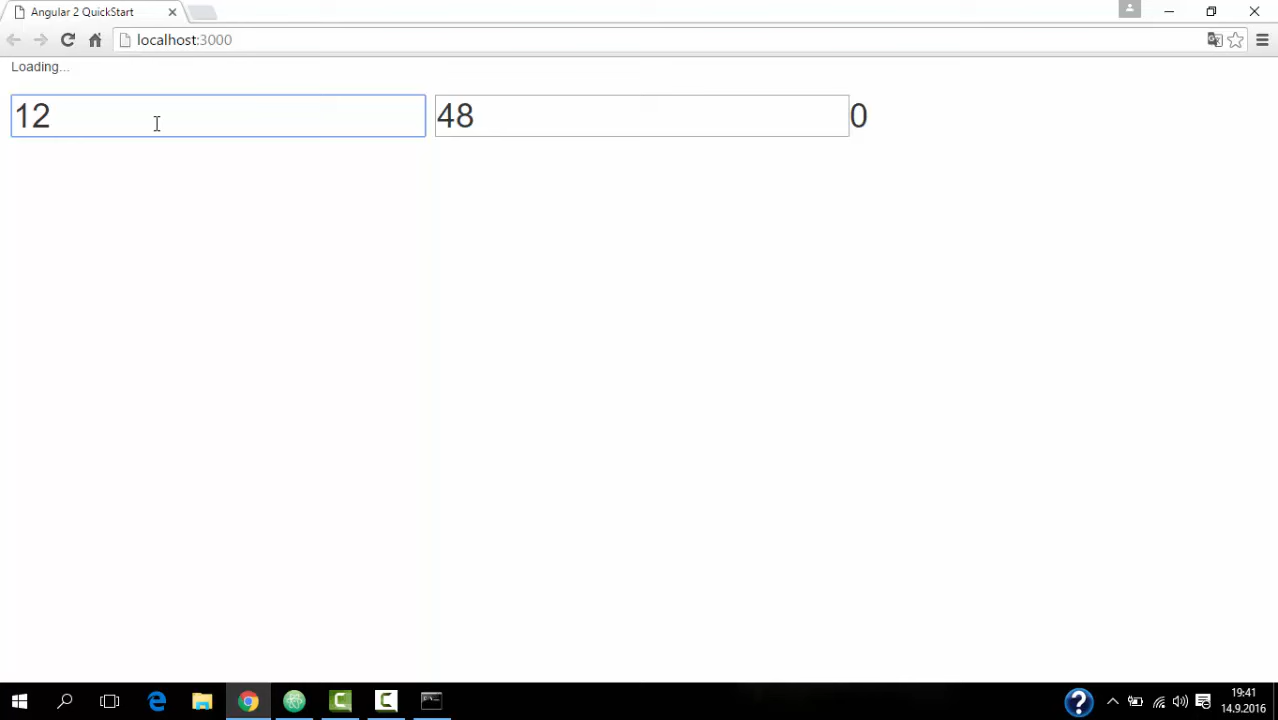 Angular 2 QuickStart
localhost:3000
Loading...
12 48 0
19:41
14.9.2016